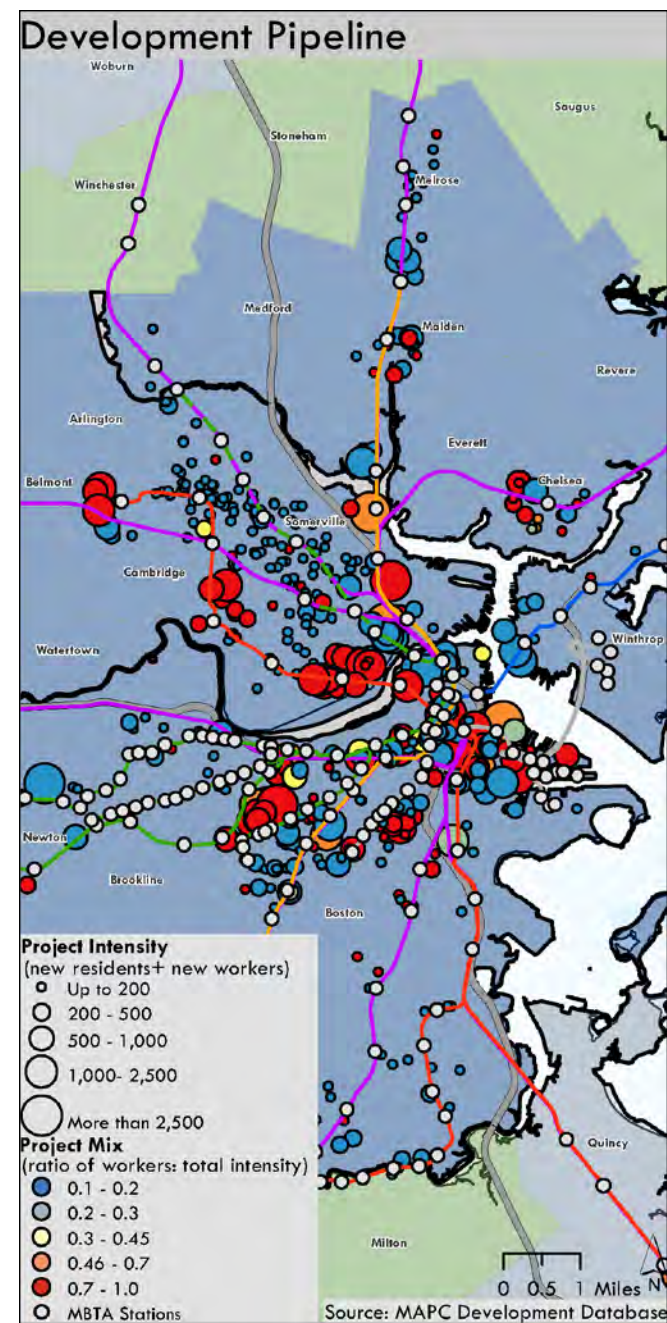 Development Pipeline
Woburn
Saugus
Stoneham
Winchester
Melrose
Medford
Malden
Revere
Arlington
Everett
Belmont
Chelsea
Somerville
Cambridge
Winthrop
Watertown
Newton
Brookline
Boston
Project Intensity
(new residents+ new workers)
Up to 200
200 - 500
500 - 1,000
1,000- 2,500
More than 2,500
Project Mix
(ratio of workers: total intensity)
0.1 - 0.2
0.2 - 0.3
0.3 - 0.45
0.46 - 0.7
0.7 - 1.0
MBTA Stations
Quincy
Milton
0 0.5 1 Miles
N
Source: MAPC Development Database